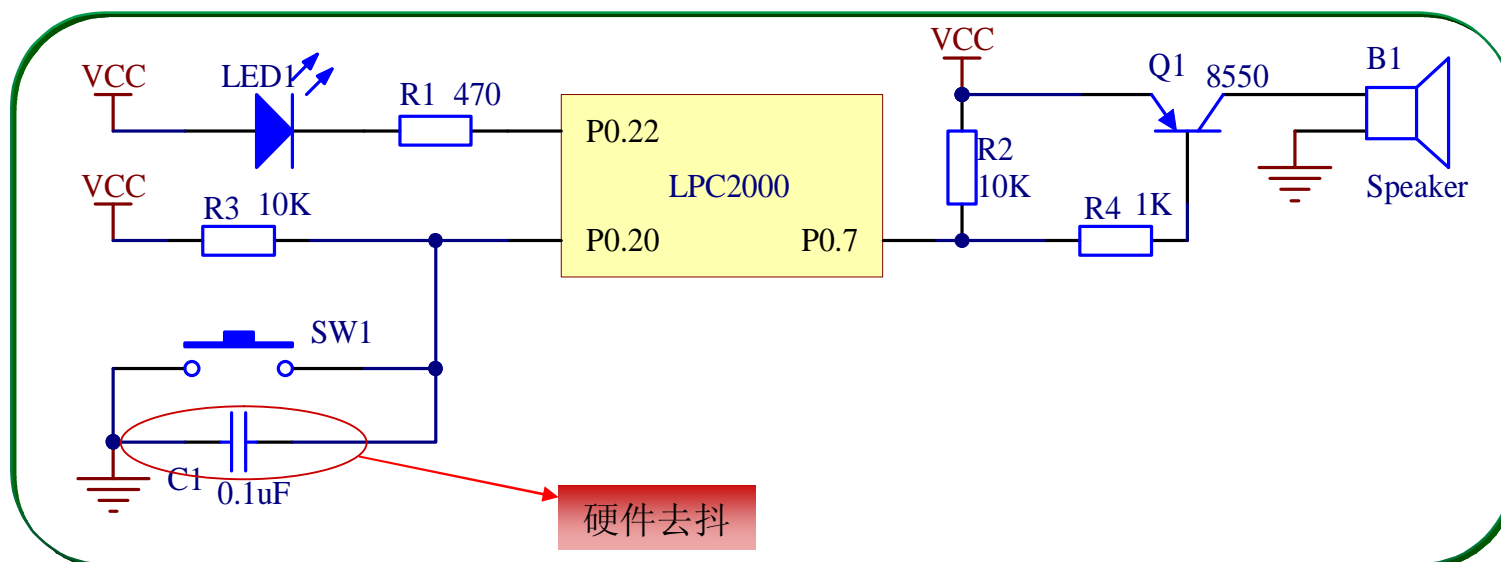 VCC
LED1
R1 470
VCC
R3 10K
SW1
C1 0.1uF
P0.22
LPC2000
P0.20
P0.7
VCC
R2
10K
R4 1K
Q1 8550
B1
Speaker
硬件去抖